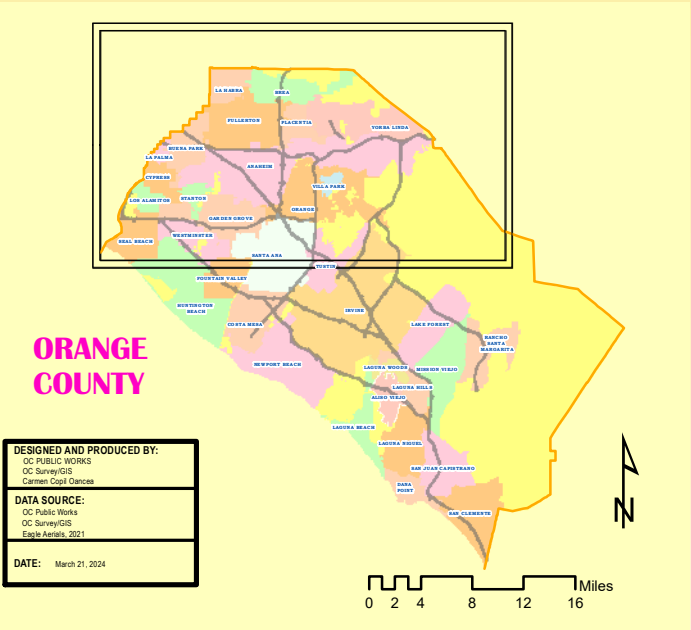 LA HABRA
BREA
FULLERTON
PLACENTIA
YORBA LINDA
BUENA PARK
LA PALMA
ANAHEIM
CYPRESS
VILLA PARK
LOS ALAMITOS
STANTON
ORANGE
GARDEN GROVE
WESTMINSTER
SEAL BEACH
SANTA ANA
TUSTIN
FOUNTAIN VALLEY
HUNTINGTON
BEACH
IRVINE
COSTA MESA
LAKE FOREST
RANCHO
SANTA
MARGARITA
ORANGE
COUNTY
NEWPORT BEACH
LAGUNA WOODS
MISSION VIEJO
LAGUNA HILLS
ALISO VIEJO
LAGUNA BEACH
LAGUNA NIGUEL
SAN JUAN CAPISTRANO
DANA
POINT
SAN CLEMENTE
DESIGNED AND PRODUCED BY:
OC PUBLIC WORKS
OC Survey/GIS
Carmen Copil Oancea
DATA SOURCE:
OC Public Works
OC Survey/GIS
Eagle Aerials, 2021
DATE: March 21, 2024
N
Miles
0 2 4 8 12 16